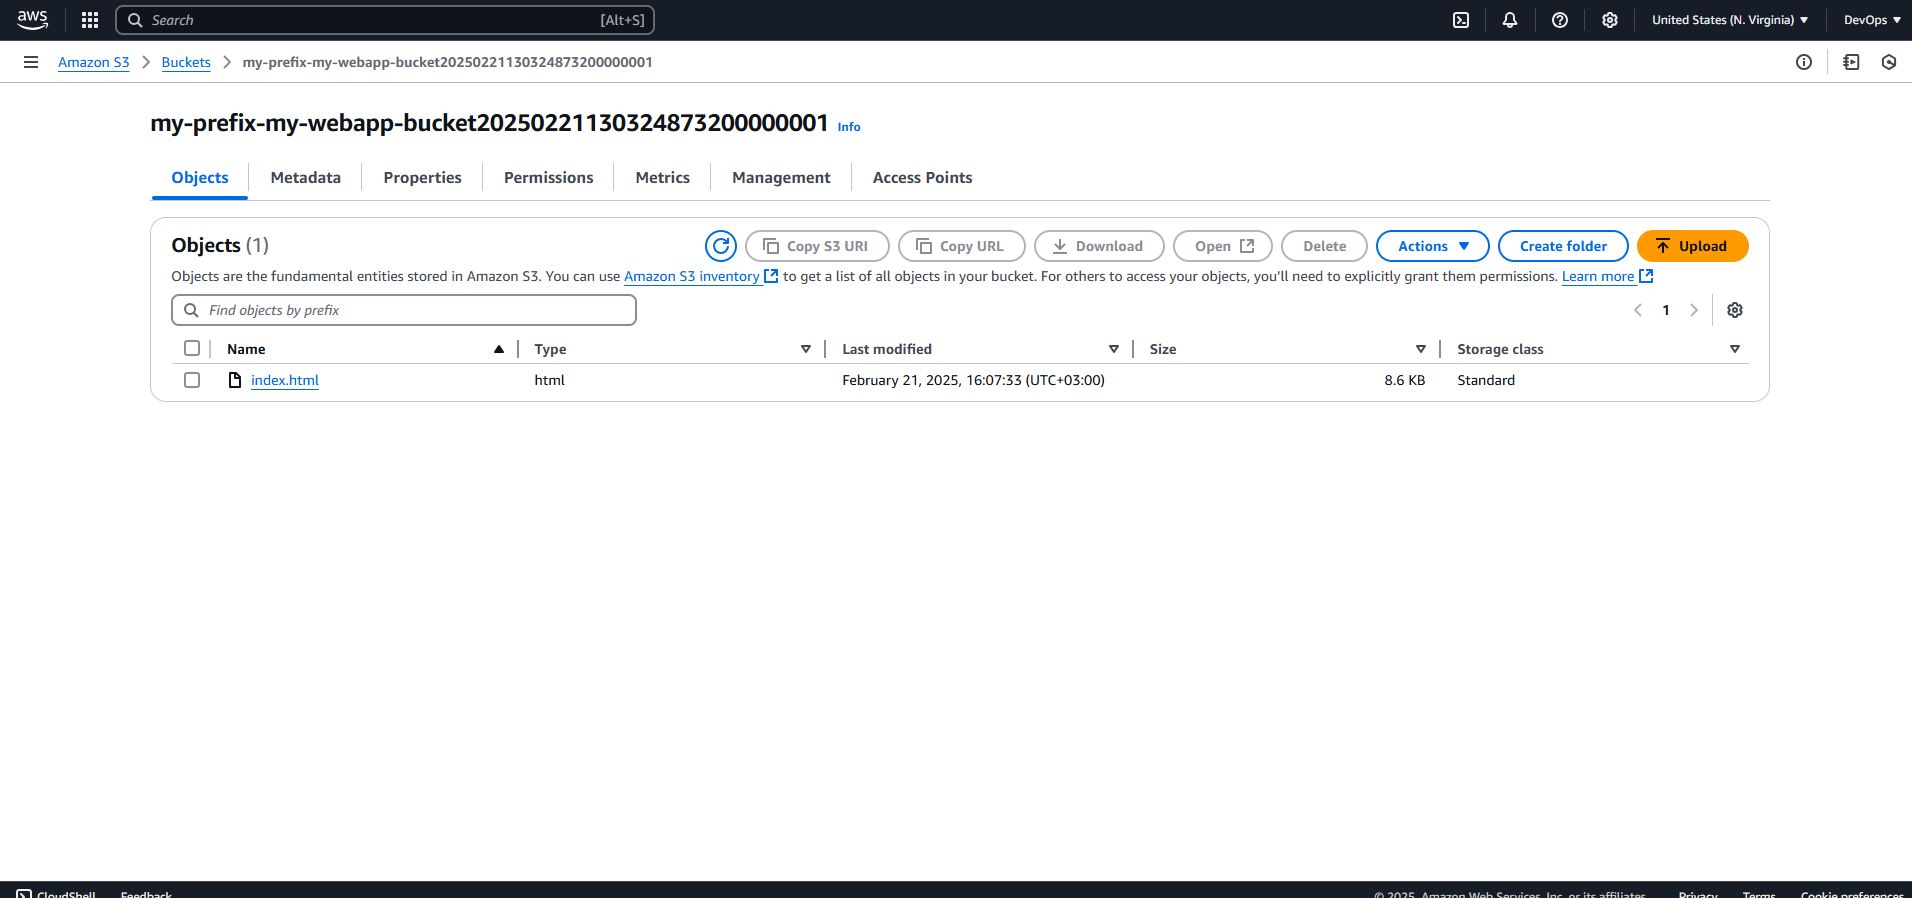 aws Search [Alt+S] United States (N. Virginia) DevOps
Amazon S3 Buckets my-prefix-my-webapp-bucket20250221130324873200000001
my-prefix-my-webapp-bucket20250221130324873200000001 Info
Objects Metadata Properties Permissions Metrics Management Access Points
Objects (1) Copy S3 URI Copy URL Download Open Delete Actions Create folder Upload
Objects are the fundamental entities stored in Amazon S3. You can use Amazon S3 inventory to get a list of all objects in your bucket. For others to access your objects, you'll need to explicitly grant them permissions. Learn more
Find objects by prefix 1
Name Type Last modified Size Storage class
index.html html February 21, 2025, 16:07:33 (UTC+03:00) 8.6 KB Standard
CloudShell Feedback © 2025, Amazon Web Services, Inc. or its affiliates. Privacy Terms Cookie preferences